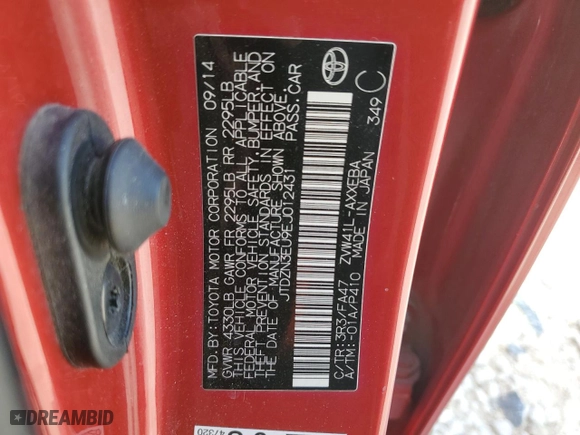 MFD.BY:TOYOTA MOTOR CORPORATION 09/14
GVWR 4330LB GAWR FR 2295LB RR 2295LB
THIS VEHICLE CONFORMS TO ALL APPLICABLE
FEDERAL MOTOR VEHICLE SAFETY, BUMPER, AND
THEFT PREVENTION STANDARDS IN EFFECT ON
THE DATE OF MANUFACTURE SHOWN ABOVE.
JTDZN3EU9EJ012431 PASS.CAR
C/TR:3S3/FA47 ZVW41L-AXXEBA
A/TM:-01A/P410 MADE IN JAPAN
349 C
47320
DREAMBID